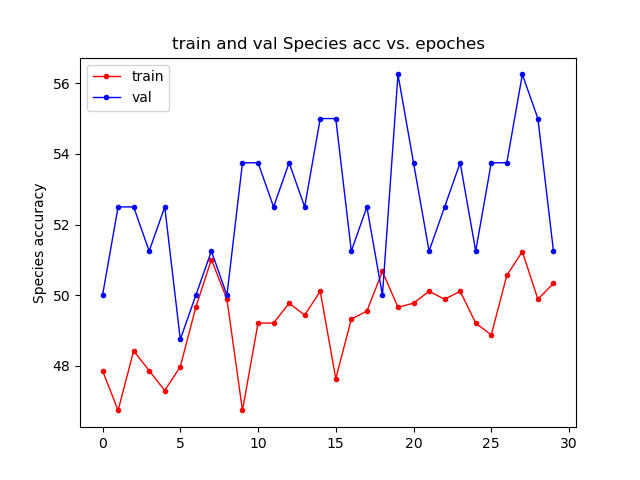 train and val Species acc vs. epoches
train
val
Species accuracy
56
54
52
50
48
0 5 10 15 20 25 30